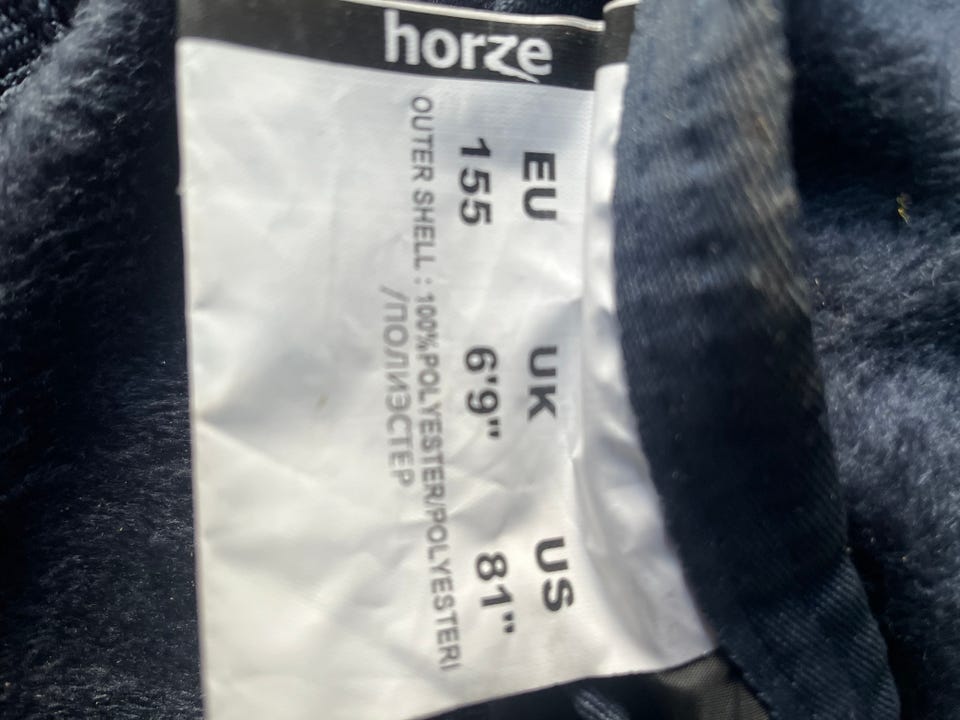 horze
EU UK US
155 6'9" 81"
OUTER SHELL : 100%POLYESTER/POLYESTERI
/ПОЛИЭСТЕР